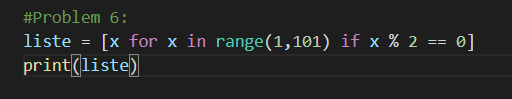 #Problem 6:
liste = [x for x in range(1,101) if x % 2 == 0]
print(liste)